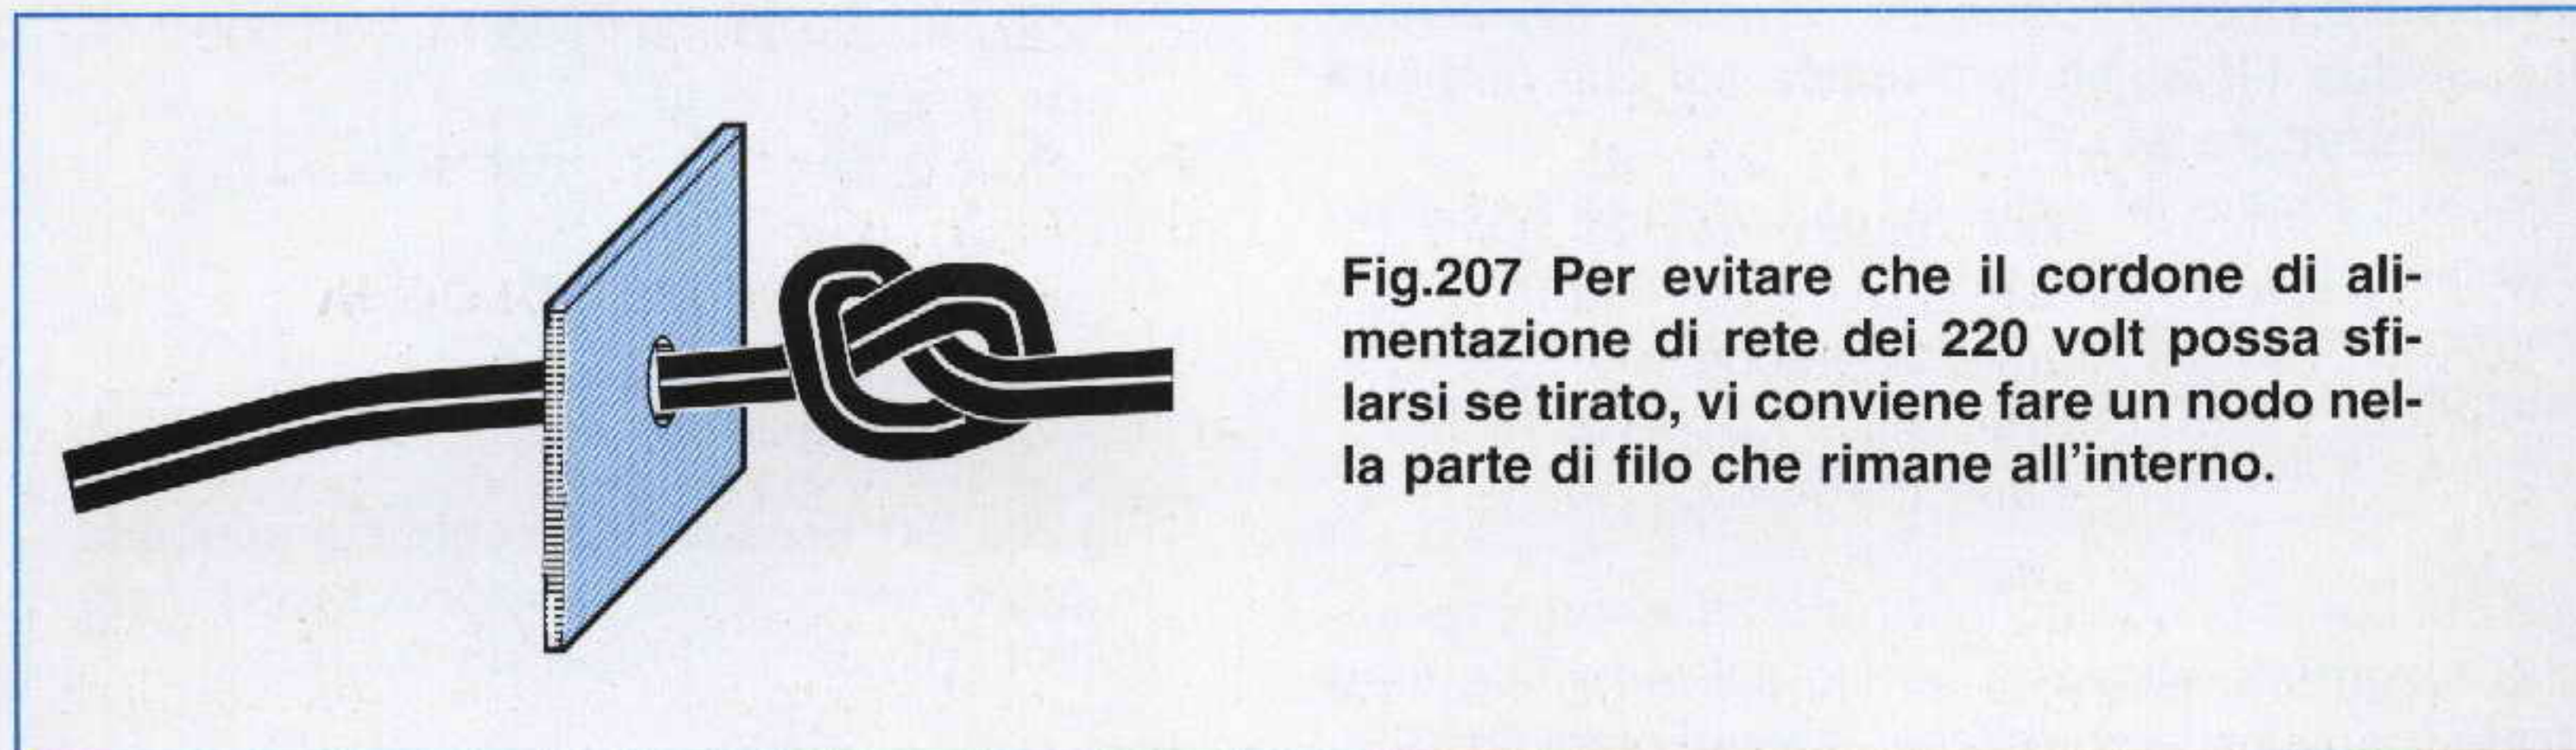 Fig.207 Per evitare che il cordone di ali-
mentazione di rete dei 220 volt possa sfi-
larsi se tirato, vi conviene fare un nodo nel-
la parte di filo che rimane all'interno.